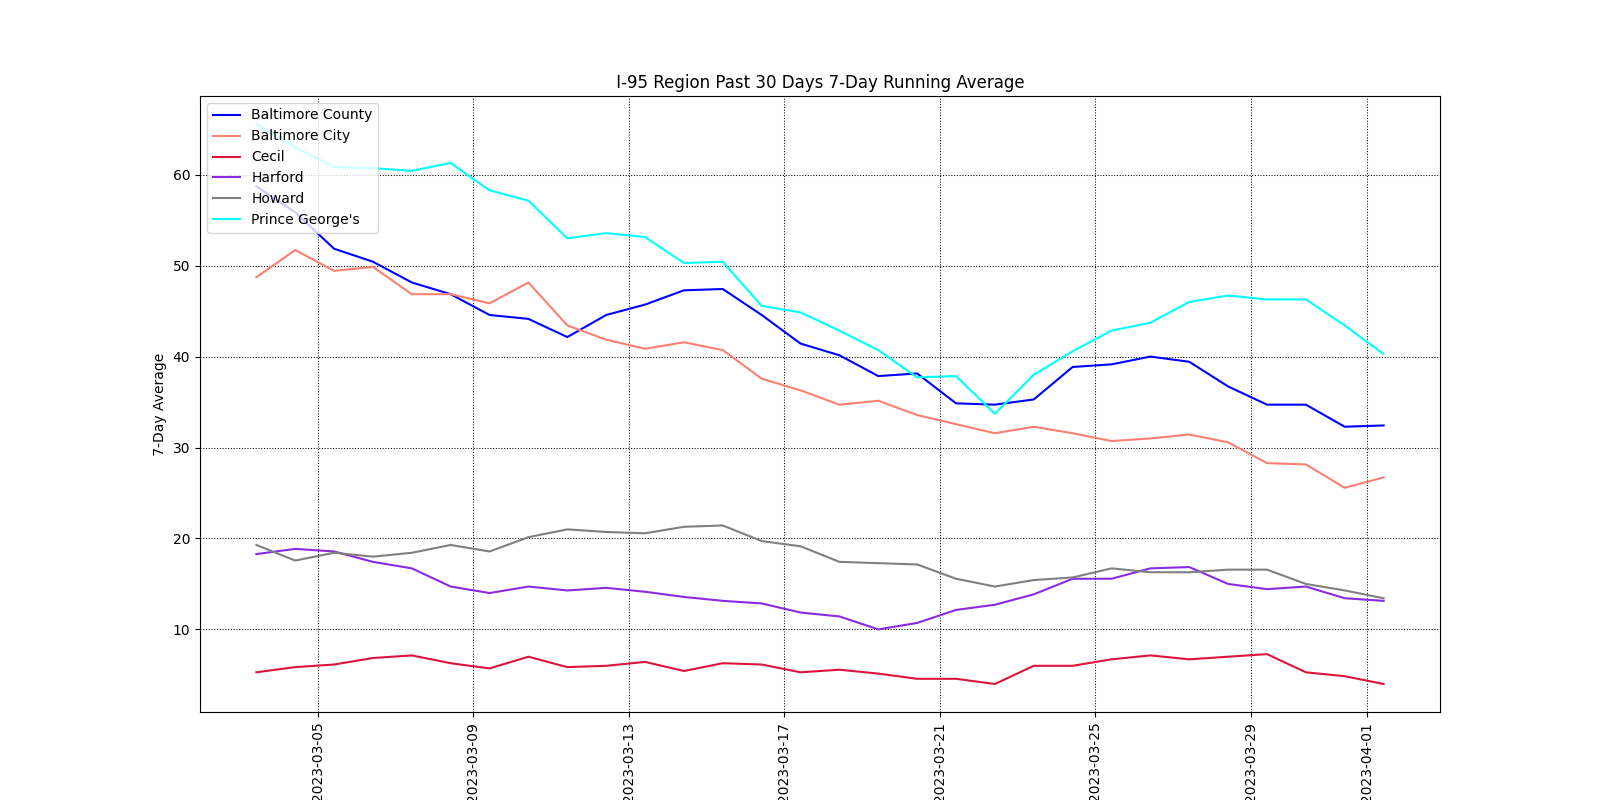 I-95 Region Past 30 Days 7-Day Running Average
Baltimore County
Baltimore City
Cecil
Harford
Howard
Prince George's
7-Day Average
60
50
40
30
20
10
2023-03-05
2023-03-09
2023-03-13
2023-03-17
2023-03-21
2023-03-25
2023-03-29
2023-04-01